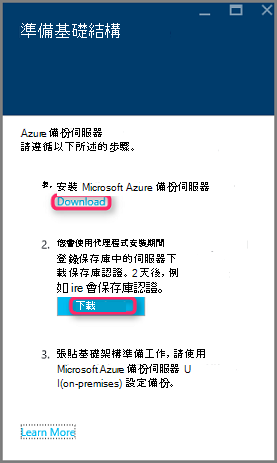 準備基礎結構
Azure 備份伺服器
請遵循以下所述的步驟。
安裝 Microsoft Azure 備份伺服器
Download
2. 您會使用代理程式安裝期間
登錄保存庫中的伺服器下
載保存庫認證。2天後,例
如 ire 會保存庫認證。
下載
3. 張貼基礎架構準備工作,請使用
Microsoft Azure 備份伺服器 U
I(on-premises) 設定備份。
Learn More